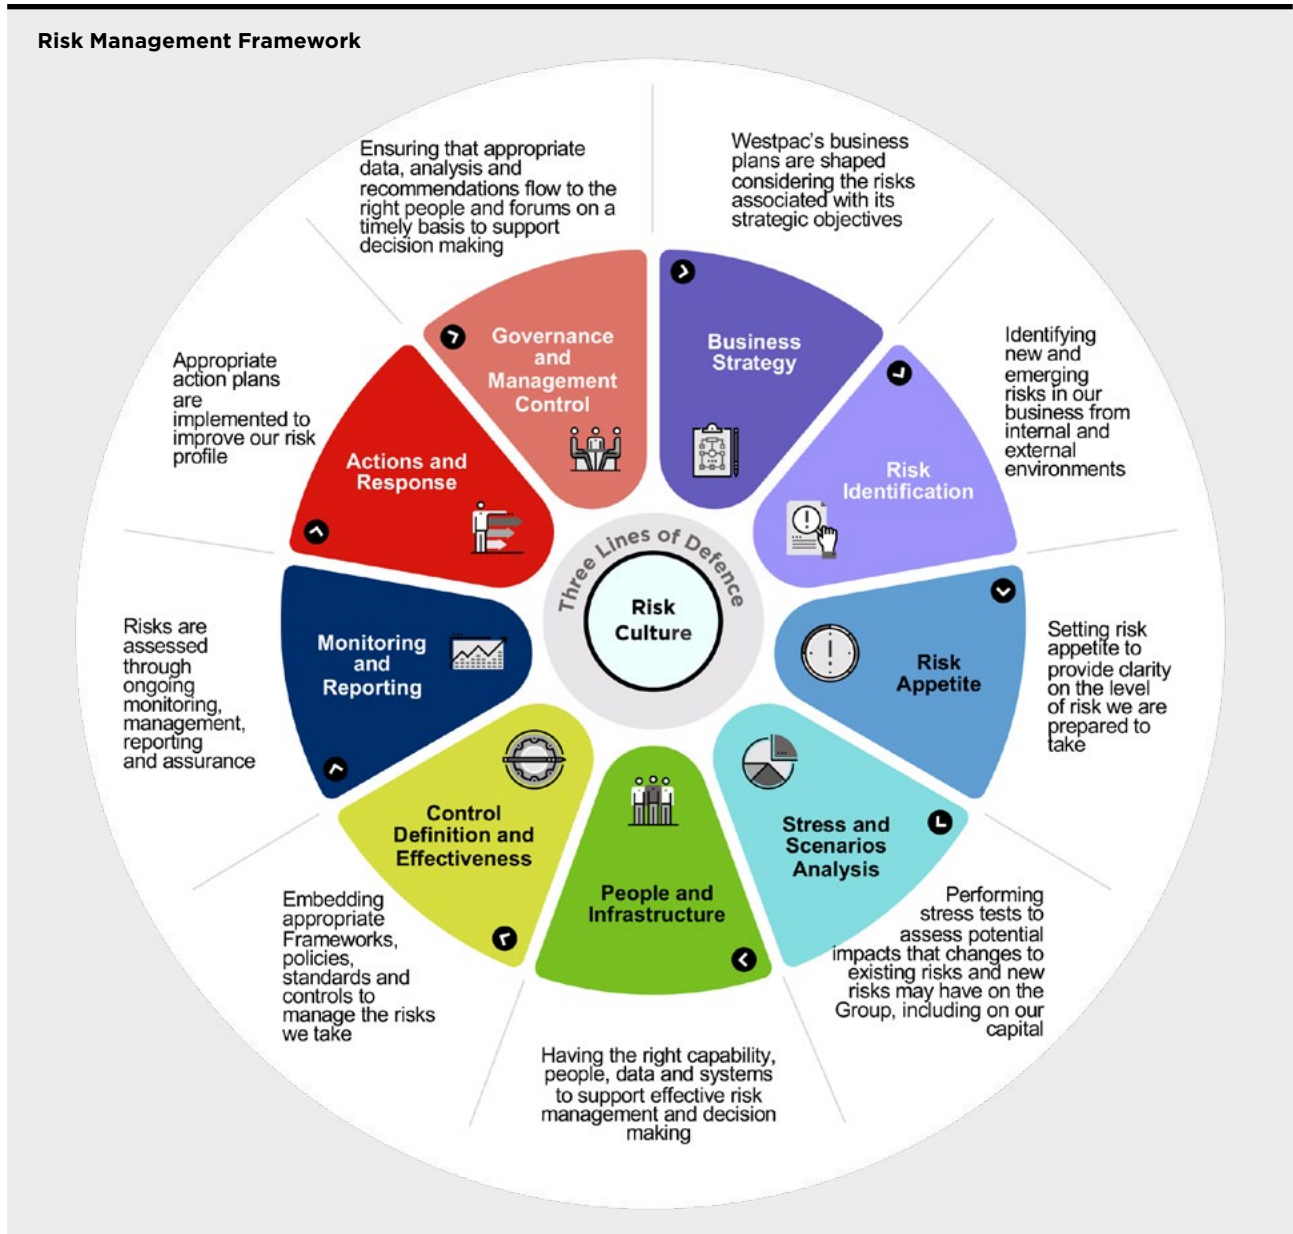 Risk Management Framework
Ensuring that appropriate
data, analysis and
recommendations flow to the
right people and forums on a
timely basis to support
decision making
Westpac's business
plans are shaped
considering the risks
associated with its
strategic objectives
Governance
and
Management
Control
Business
Strategy
Identifying
new and
emerging
risks in our
business from
internal and
external
environments
Risk
Identification
Appropriate
action plans
are
implemented to
improve our risk
profile
Actions and
Response
Three Lines of Defence
Risk
Culture
Setting risk
appetite to
provide clarity
on the level
of risk we are
prepared to
take
Risk
Appetite
Risks are
assessed
through
ongoing
monitoring,
management,
reporting
and assurance
Monitoring
and
Reporting
Control
Definition and
Effectiveness
Stress and
Scenarios
Analysis
People and
Infrastructure
Embedding
appropriate
Frameworks,
policies,
standards and
controls to
manage the risks
we take
Performing
stress tests to
assess potential
impacts that changes to
existing risks and new
risks may have on the
Group, including on our
capital
Having the right capability,
people, data and systems
to support effective risk
management and decision
making